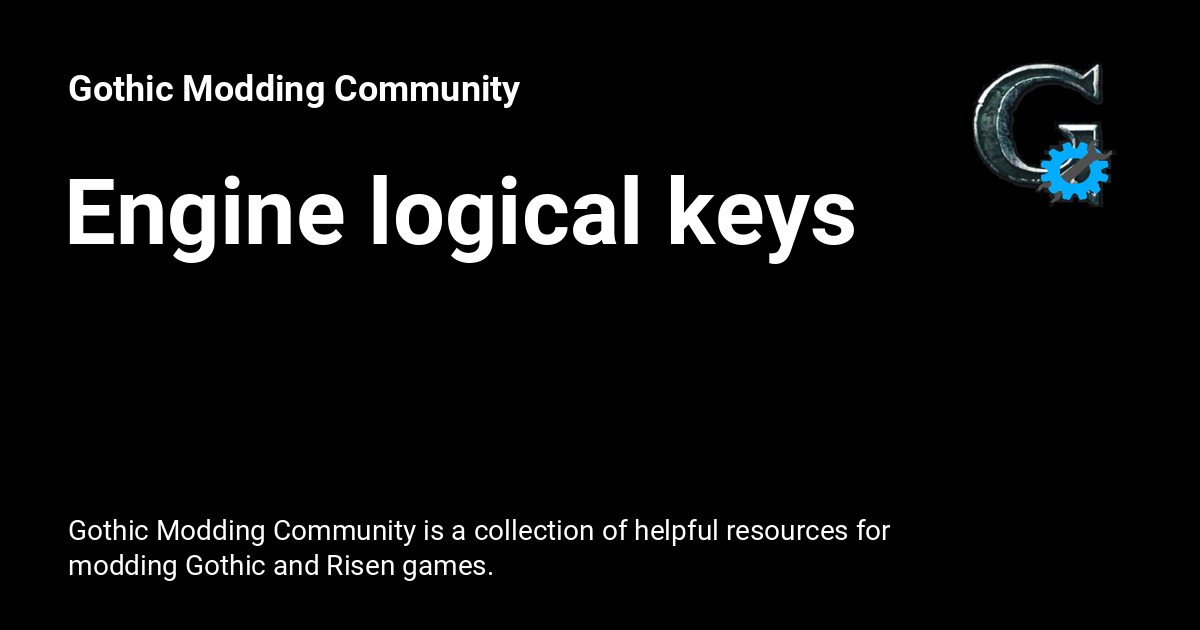 Gothic Modding Community
Engine logical keys
Gothic Modding Community is a collection of helpful resources for
modding Gothic and Risen games.
G